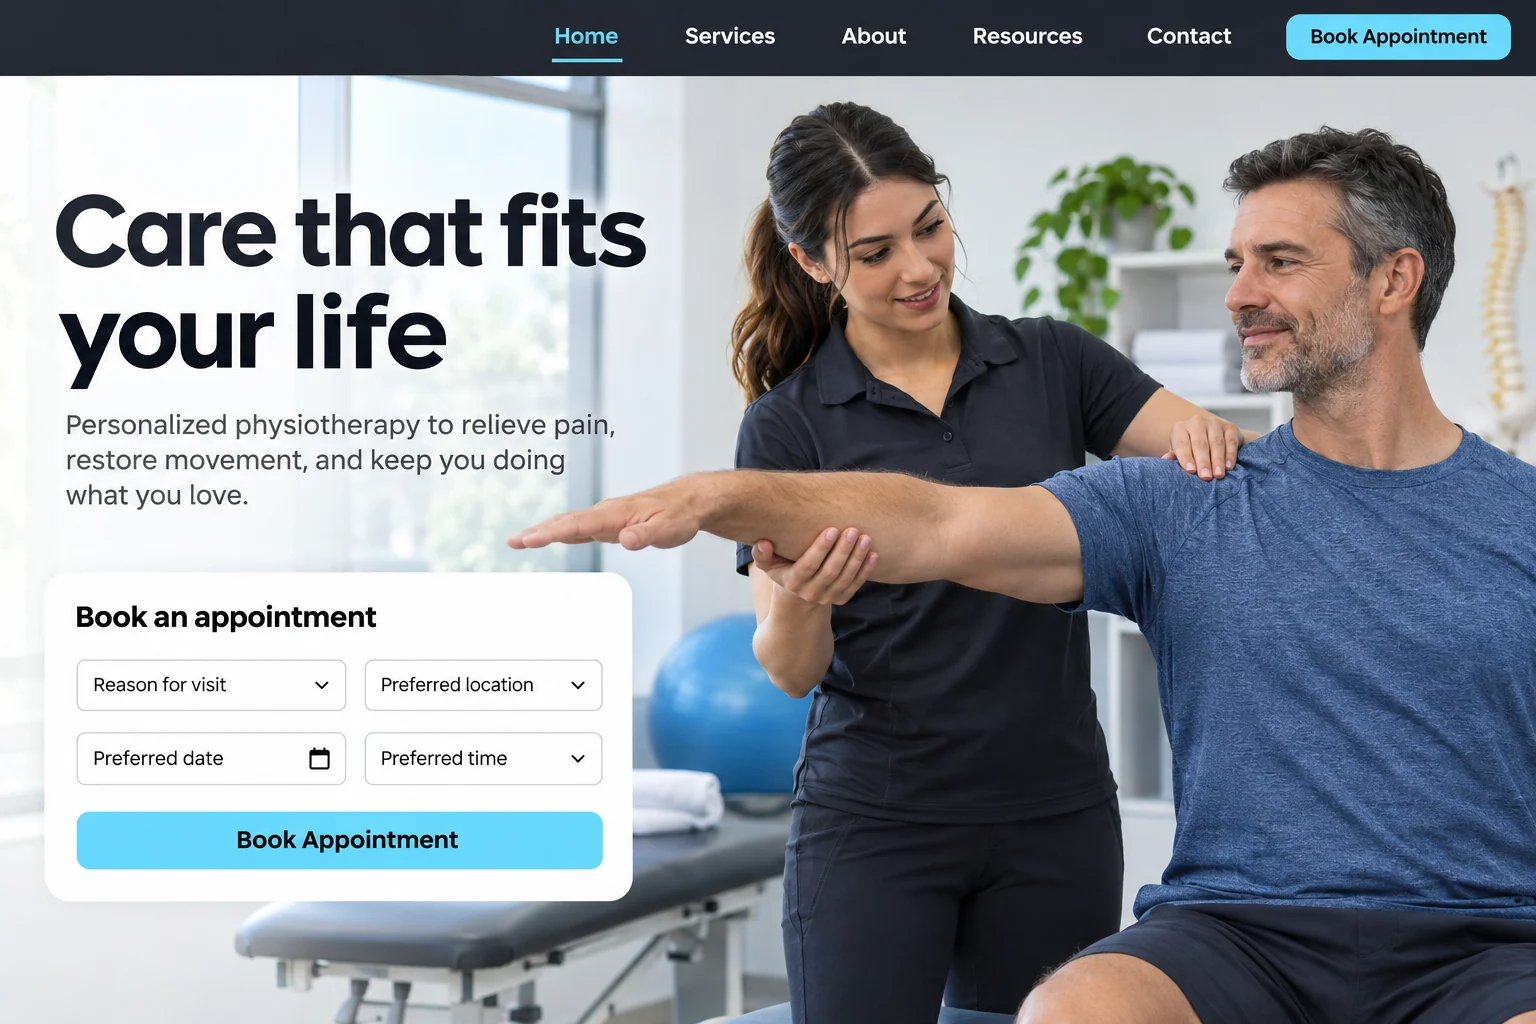 Home
Services
About
Resources
Contact
Book Appointment
Care that fits
your life
Personalized physiotherapy to relieve pain,
restore movement, and keep you doing
what you love.
Book an appointment
Reason for visit
Preferred location
Preferred date
Preferred time
Book Appointment